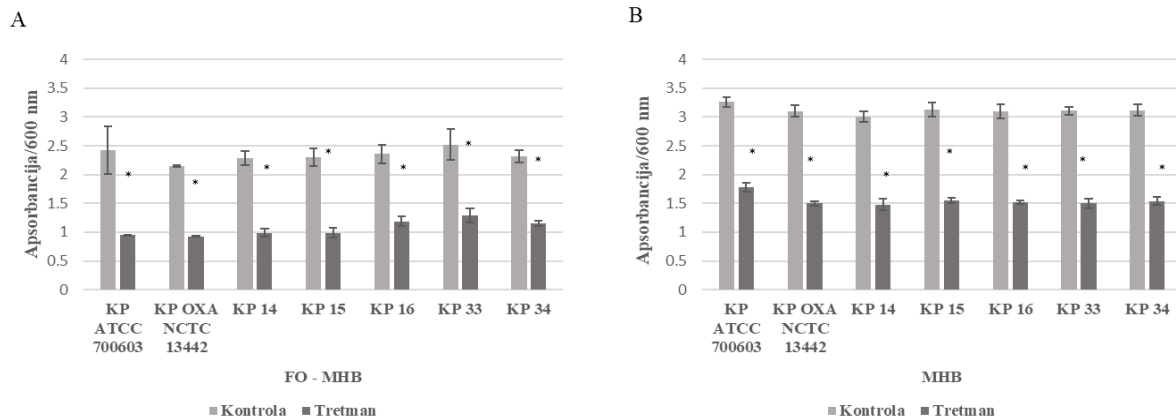 A
Apsorbancija/600 nm
4
3.5
3
2.5
2
1.5
1
0.5
0
* * * * * * *
KP ATCC 700603
KP OXA NCTC 13442
KP 14
KP 15
KP 16
KP 33
KP 34
FO - MHB
Kontrola
Tretman
B
Apsorbancija/600 nm
4
3.5
3
2.5
2
1.5
1
0.5
0
* * * * * * *
KP ATCC 700603
KP OXA NCTC 13442
KP 14
KP 15
KP 16
KP 33
KP 34
MHB
Kontrola
Tretman